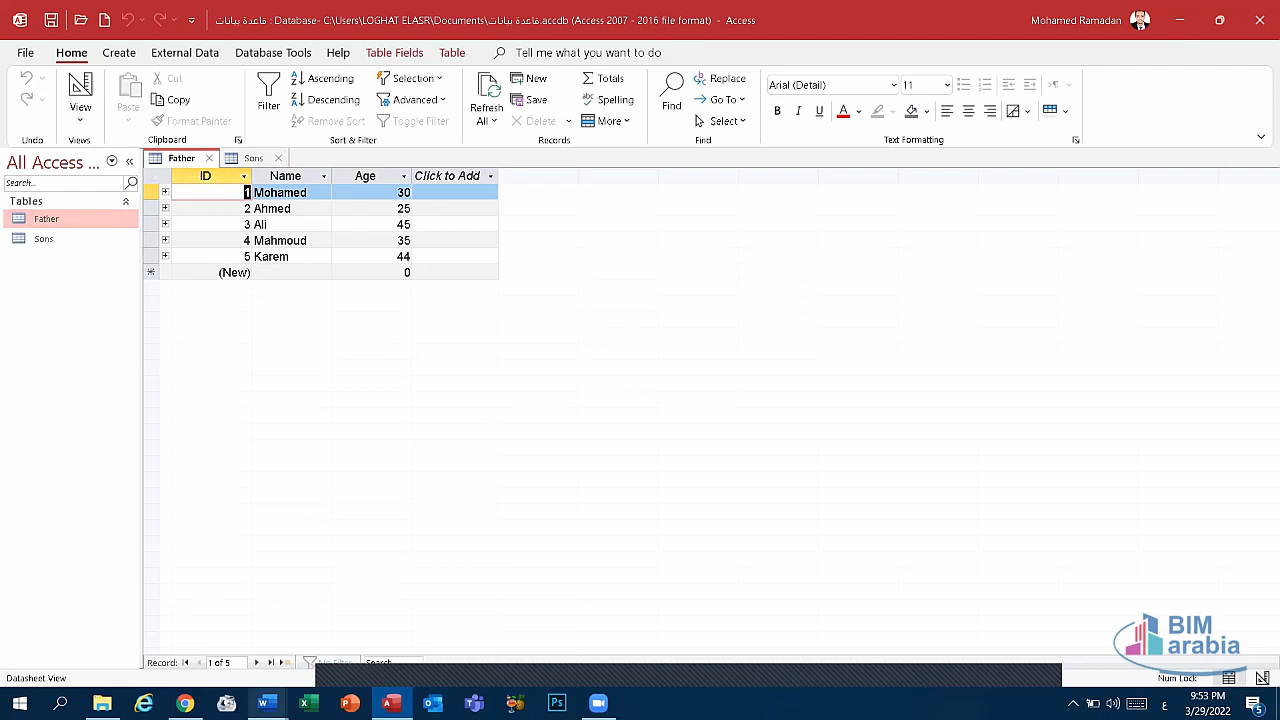 قاعدة بيانات : Database- C:\Users\LOGHAT ELASR\Documents\قاعدة بيانات.accdb (Access 2007 - 2016 file format) - Access
Mohamed Ramadan
File Home Create External Data Database Tools Help Table Fields Table Tell me what you want to do
Cut Ascending Selection New Totals Replace Arial (Detail) 11
View Paste Copy Filter Descending Advanced Refresh All Save Spelling Find Go To
Format Painter Remove Sort Toggle Filter Delete More Select B I U A
Undo Views Clipboard Sort & Filter Records Find Text Formatting
All Access ... Father Sons
Search... ID Name Age Click to Add
Tables 1 Mohamed 30
Father 2 Ahmed 25
Sons 3 Ali 45
4 Mahmoud 35
5 Karem 44
(New) 0
BIM
arabia
Record: 1 of 5 No Filter Search
Datasheet View Num Lock
Ps ع 9:53 PM
3/29/2022 5